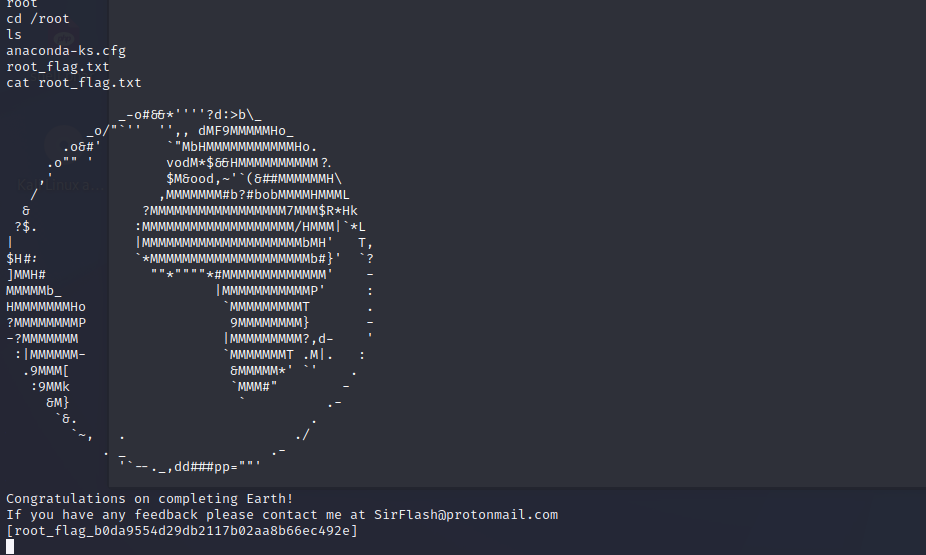 root
cd /root
ls
anaconda-ks.cfg
root_flag.txt
cat root_flag.txt
_-o#&&*''''?d:>b\_
_o/"`''  '',, dMF9MMMMMHo_
.o&#'        `"MbHMMMMMMMMMMMHo.
.o"" '         vodM*$&&HMMMMMMMMMM?.
,'              $M&ood,~'`(&##MMMMMMH\
/               ,MMMMMMM#b?#bobMMMMHMMML
&              ?MMMMMMMMMMMMMMMMM7MMM$R*Hk
?$.            :MMMMMMMMMMMMMMMMMMM/HMMM|`*L
|               |MMMMMMMMMMMMMMMMMMMMbMH'   T,
$H#:            `*MMMMMMMMMMMMMMMMMMMMb#}'  `?
]MMH#             ""*""""*#MMMMMMMMMMMMM'    -
MMMMMb_                   |MMMMMMMMMMMP'     :
HMMMMMMMHo                 `MMMMMMMMMT       .
?MMMMMMMMP                  9MMMMMMMM}       -
-?MMMMMMM                  |MMMMMMMMM?,d-    '
:|MMMMMM-                 `MMMMMMMT .M|.   :
.9MMM[                    &MMMMM*' `'    .
:9MMk                    `MMM#"        -
&M}                     `          .-
`&.                             .
`~,   .                     ./
. _                  .-
'`--._,dd###pp=""'
Congratulations on completing Earth!
If you have any feedback please contact me at SirFlash@protonmail.com
[root_flag_b0da9554d29db2117b02aa8b66ec492e]